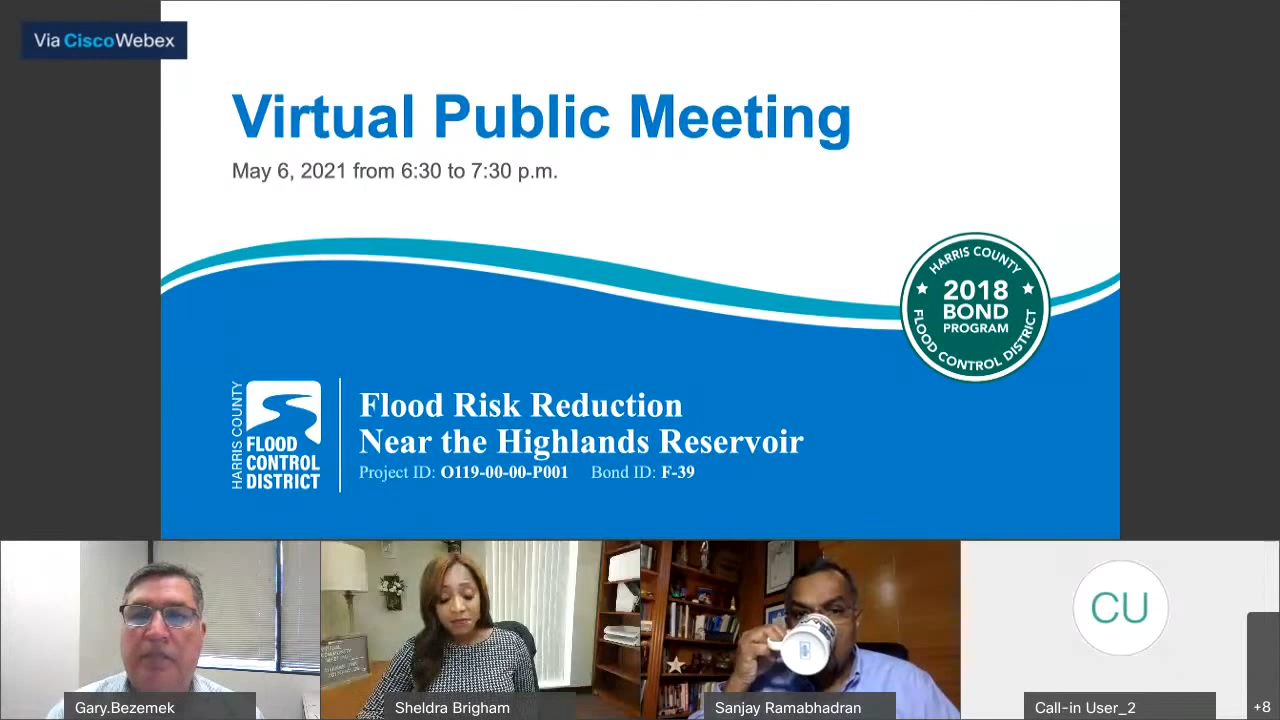 Via CiscoWebex
Virtual Public Meeting
May 6, 2021 from 6:30 to 7:30 p.m.
HARRIS COUNTY
2018
BOND
PROGRAM
FLOOD CONTROL DISTRICT
HARRIS COUNTY
FLOOD
CONTROL
DISTRICT
Flood Risk Reduction
Near the Highlands Reservoir
Project ID: O119-00-00-P001 Bond ID: F-39
CU
Gary.Bezemek
Sheldra Brigham
Sanjay Ramabhadran
Call-in User_2
+8